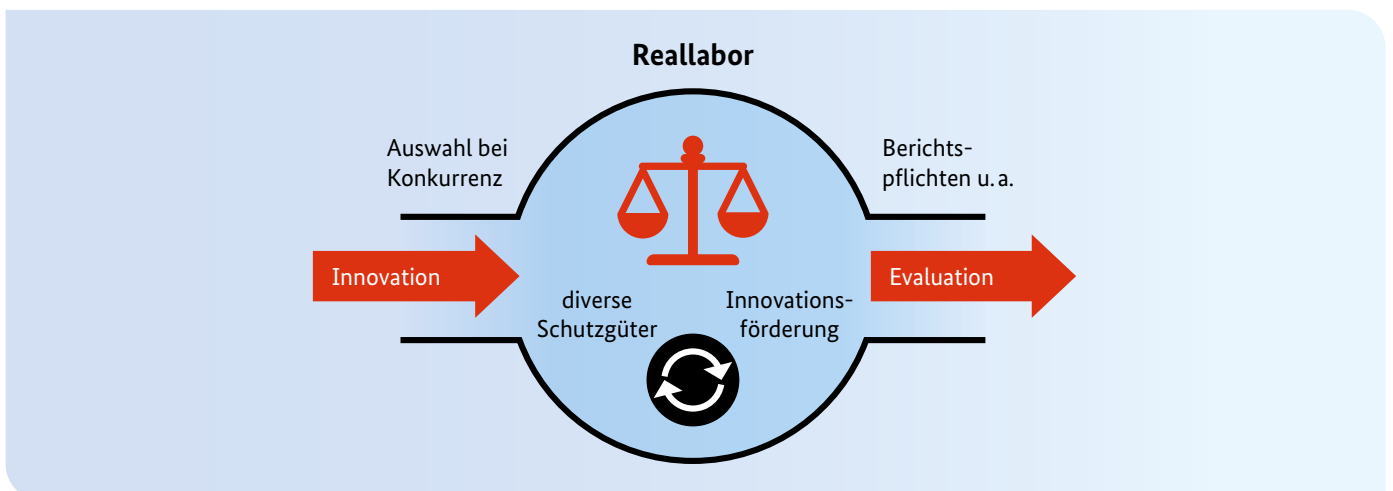 Reallabor
Auswahl bei
Konkurrenz
Berichts-
pflichten u. a.
Innovation
Evaluation
diverse
Schutzgüter
Innovations-
förderung